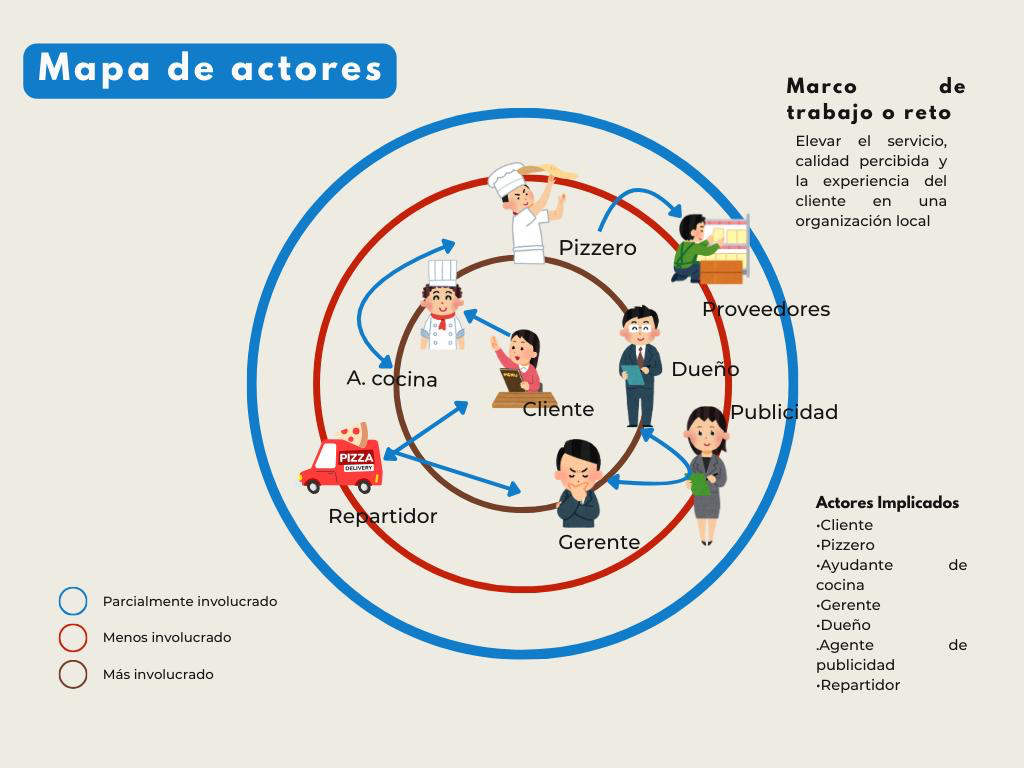 Mapa de actores
Marco de
trabajo o reto
Elevar el servicio,
calidad percibida y
la experiencia del
cliente en una
organización local
Pizzero
Proveedores
Dueño
A. cocina
MENU
Cliente
Publicidad
PIZZA
DELIVERY
Repartidor
Gerente
Actores Implicados
•Cliente
•Pizzero
•Ayudante de
cocina
•Gerente
•Dueño
.Agente de
publicidad
•Repartidor
Parcialmente involucrado
Menos involucrado
Más involucrado